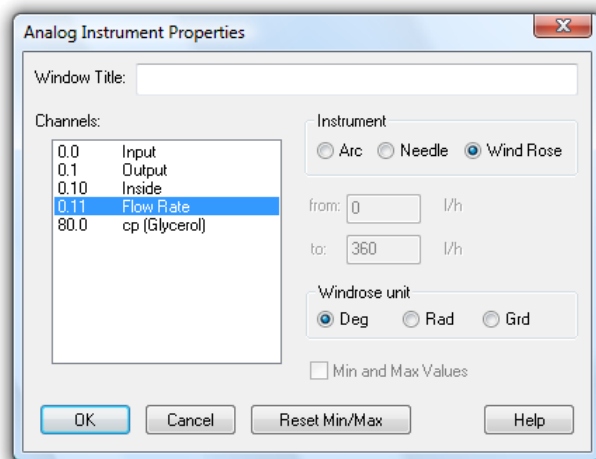 Analog Instrument Properties
Window Title:
Channels:
0.0 Input
0.1 Output
0.10 Inside
0.11 Flow Rate
80.0 cp (Glycerol)
Instrument
Arc Needle Wind Rose
from: 0 l/h
to: 360 l/h
Windrose unit
Deg Rad Grd
Min and Max Values
OK Cancel Reset Min/Max Help